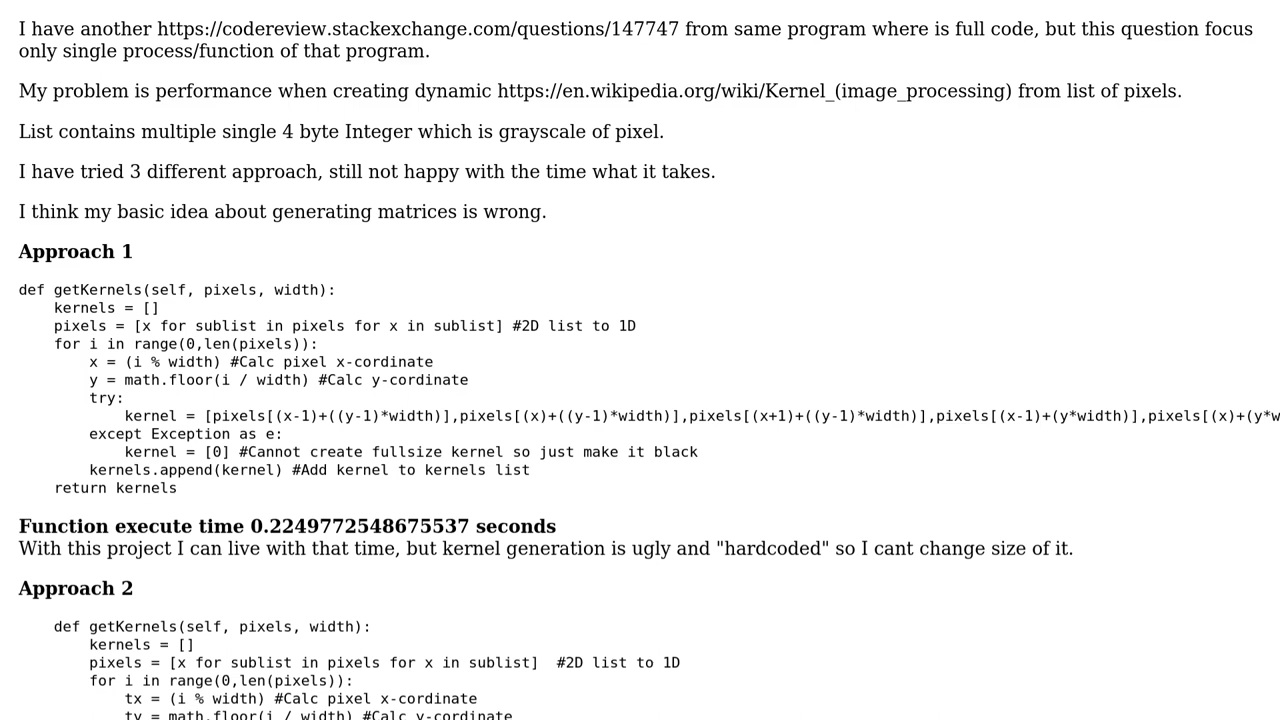 I have another https://codereview.stackexchange.com/questions/147747 from same program where is full code, but this question focus
only single process/function of that program.
My problem is performance when creating dynamic https://en.wikipedia.org/wiki/Kernel_(image_processing) from list of pixels.
List contains multiple single 4 byte Integer which is grayscale of pixel.
I have tried 3 different approach, still not happy with the time what it takes.
I think my basic idea about generating matrices is wrong.
Approach 1
def getKernels(self, pixels, width):
    kernels = []
    pixels = [x for sublist in pixels for x in sublist] #2D list to 1D
    for i in range(0,len(pixels)):
        x = (i % width) #Calc pixel x-cordinate
        y = math.floor(i / width) #Calc y-cordinate
        try:
            kernel = [pixels[(x-1)+((y-1)*width)],pixels[(x)+((y-1)*width)],pixels[(x+1)+((y-1)*width)],pixels[(x-1)+(y*width)],pixels[(x)+(y*w
        except Exception as e:
            kernel = [0] #Cannot create fullsize kernel so just make it black
        kernels.append(kernel) #Add kernel to kernels list
    return kernels
Function execute time 0.2249772548675537 seconds
With this project I can live with that time, but kernel generation is ugly and "hardcoded" so I cant change size of it.
Approach 2
    def getKernels(self, pixels, width):
        kernels = []
        pixels = [x for sublist in pixels for x in sublist]  #2D list to 1D
        for i in range(0,len(pixels)):
            tx = (i % width) #Calc pixel x-cordinate
            ty = math.floor(i / width) #Calc y-cordinate